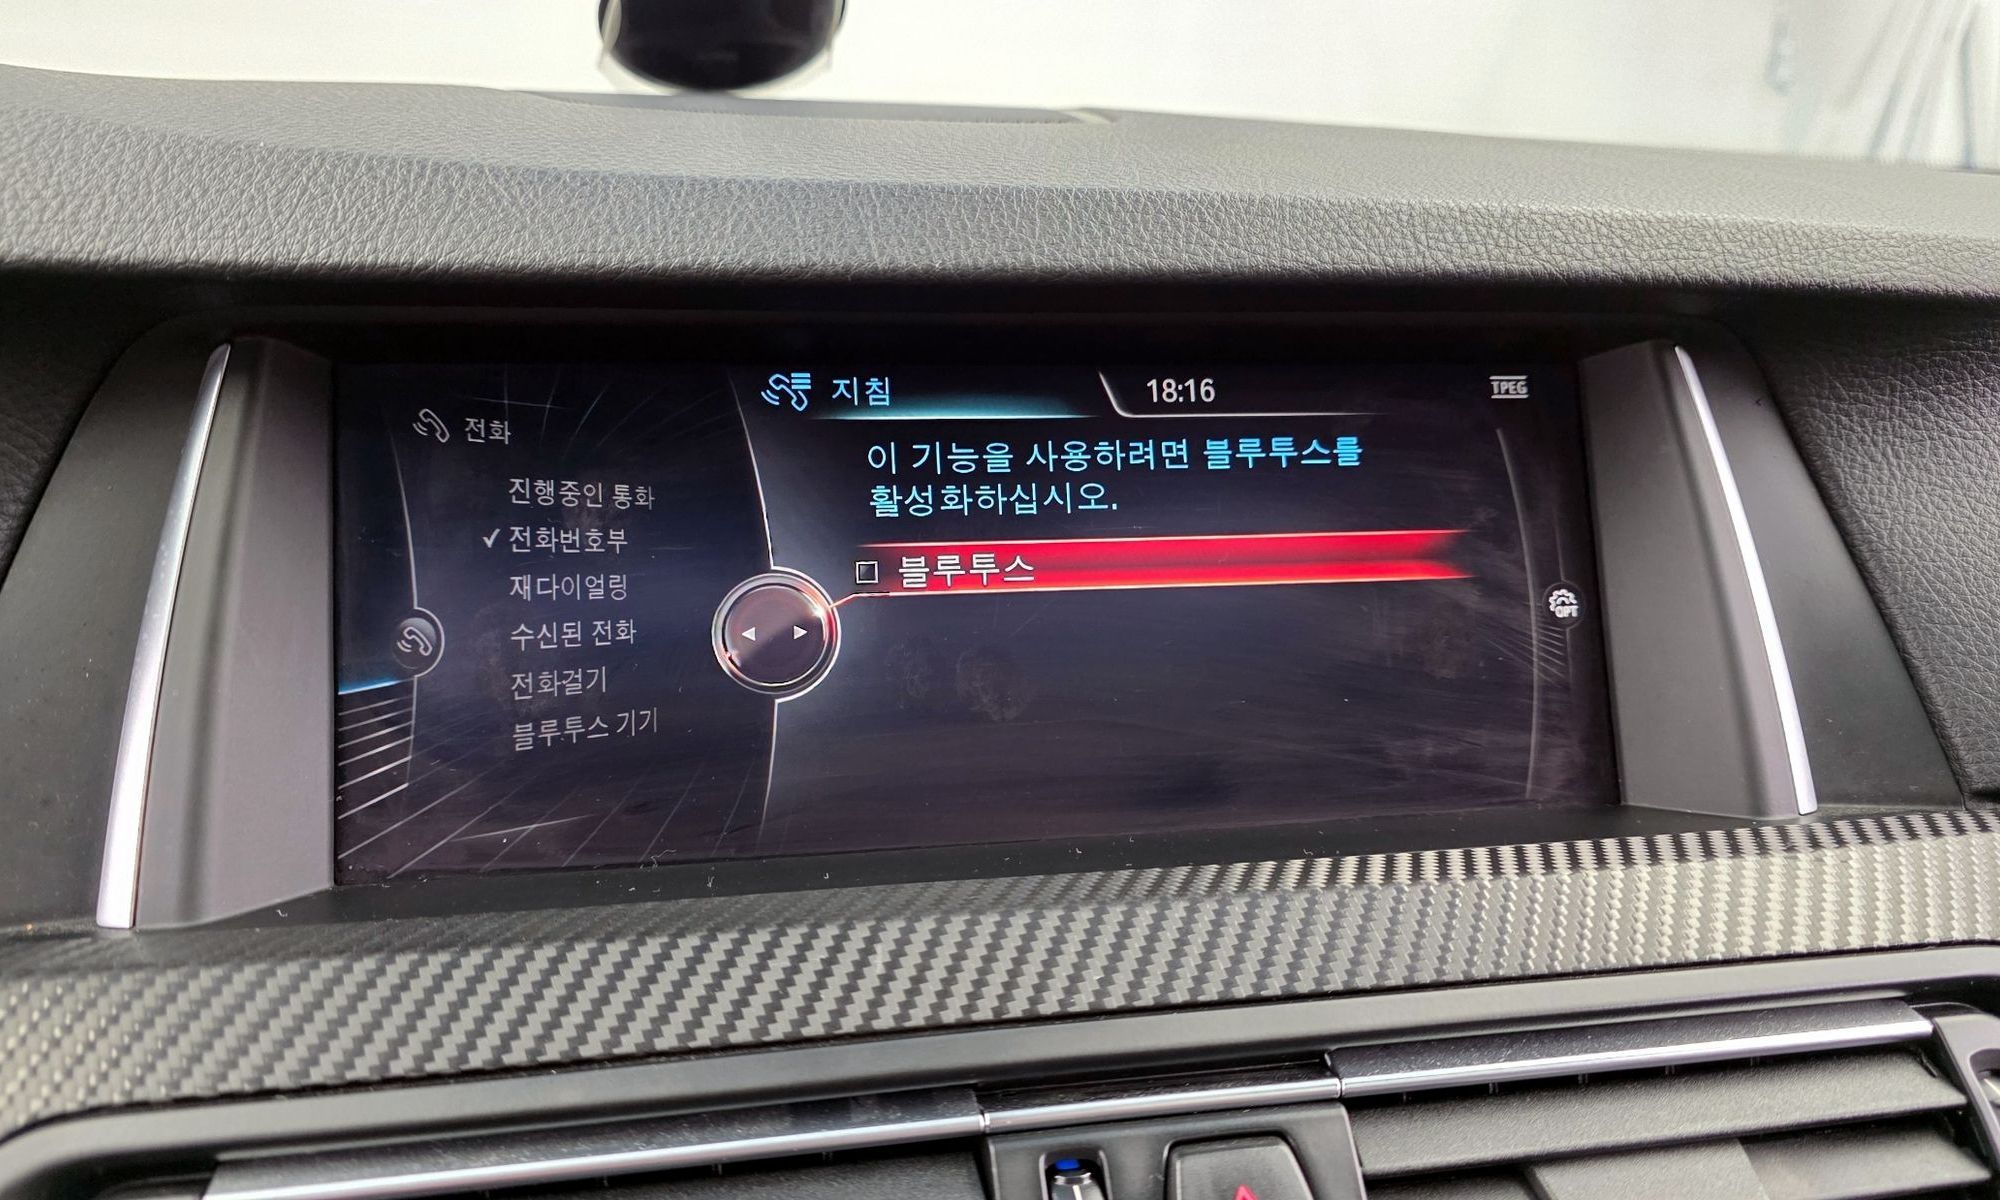 전화
진행중인 통화
✓ 전화번호부
재다이얼링
수신된 전화
전화걸기
블루투스 기기
지침
18:16
TPEG
이 기능을 사용하려면 블루투스를
활성화하십시오.
블루투스
OPT